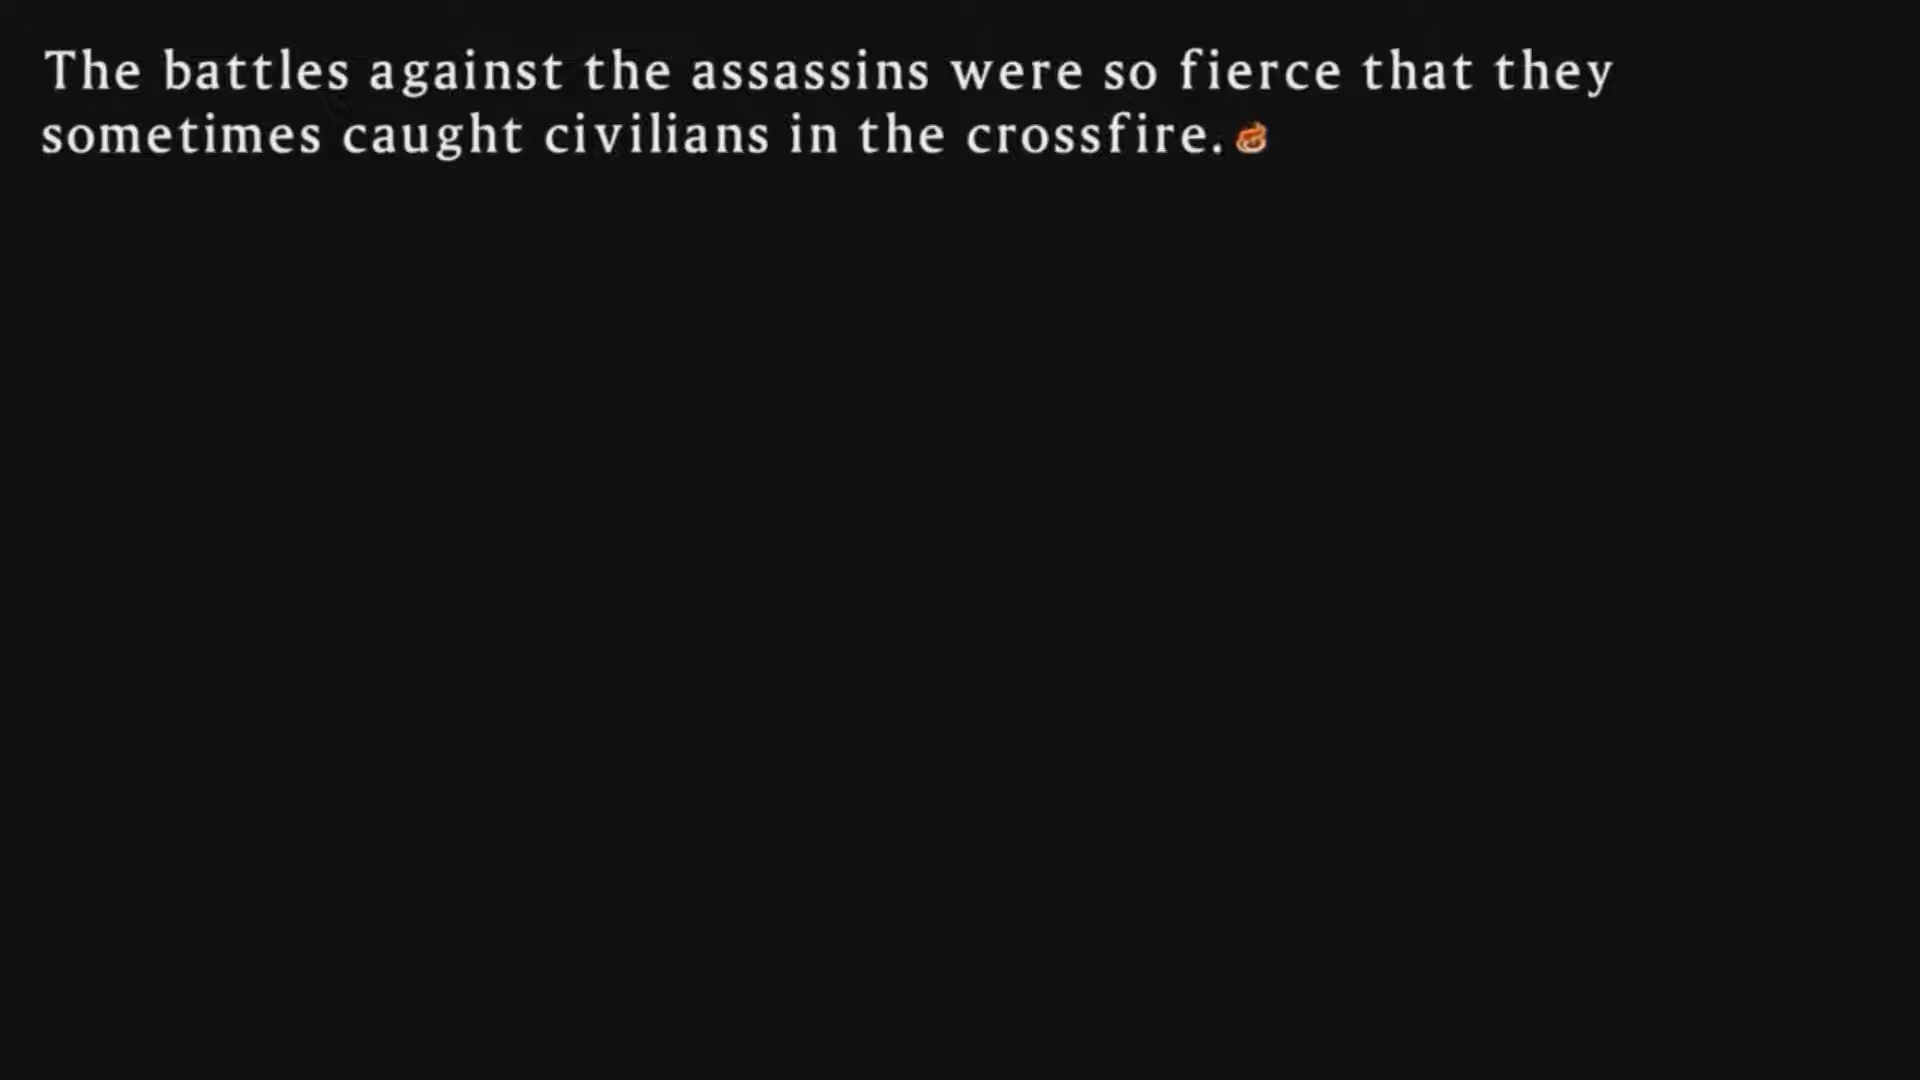 The battles against the assassins were so fierce that they
sometimes caught civilians in the crossfire.